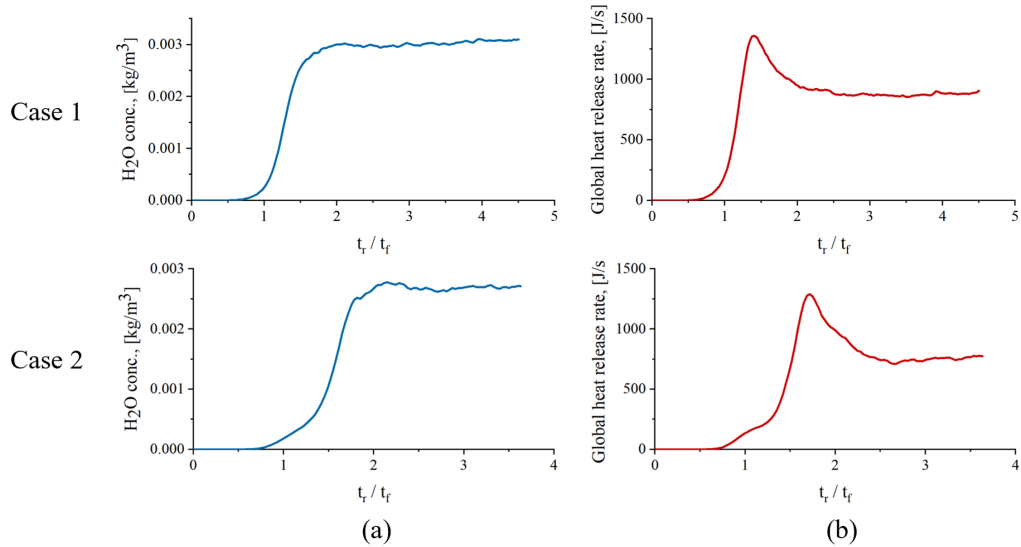 Case 1
H2O conc., [kg/m3]
0.003
0.002
0.001
0.000
0 1 2 3 4 5
tr / tf
Global heat release rate, [J/s
1500
1000
500
0
0 1 2 3 4 5
tr / tf
Case 2
H2O conc., [kg/m3]
0.003
0.002
0.001
0.000
0 1 2 3 4
tr / tf
(a)
Global heat release rate, [J/s
1500
1000
500
0
0 1 2 3 4
tr / tf
(b)